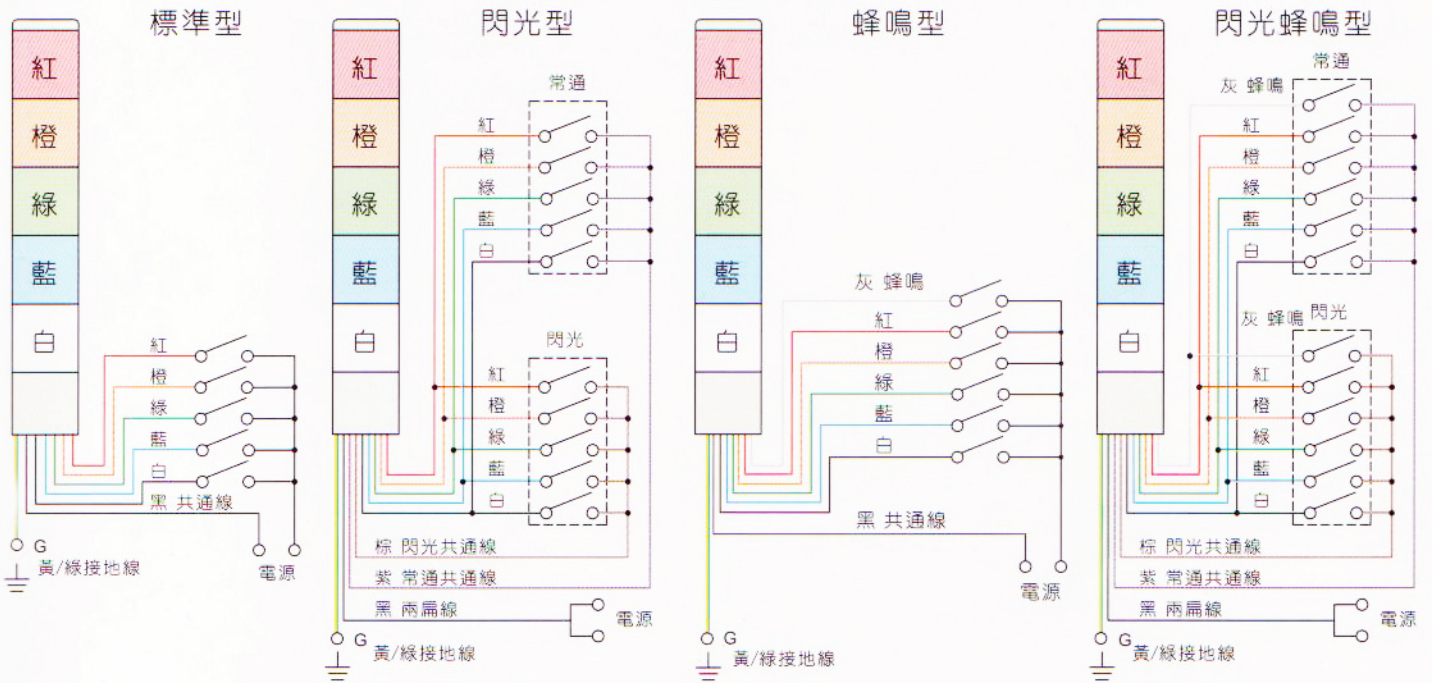 標準型
紅
橙
綠
藍
白
紅
橙
綠
藍
白
黑 共通線
G
黃/綠接地線
電源
閃光型
紅
橙
綠
藍
白
常通
紅
橙
綠
藍
白
閃光
紅
橙
綠
藍
白
棕 閃光共通線
紫 常通共通線
黑 兩扁線
電源
G
黃/綠接地線
蜂鳴型
紅
橙
綠
藍
白
灰 蜂鳴
紅
橙
綠
藍
白
黑 共通線
電源
G
黃/綠接地線
閃光蜂鳴型
紅
橙
綠
藍
白
常通
灰 蜂鳴
紅
橙
綠
藍
白
閃光
灰 蜂鳴
紅
橙
綠
藍
白
棕 閃光共通線
紫 常通共通線
黑 兩扁線
電源
G
黃/綠接地線